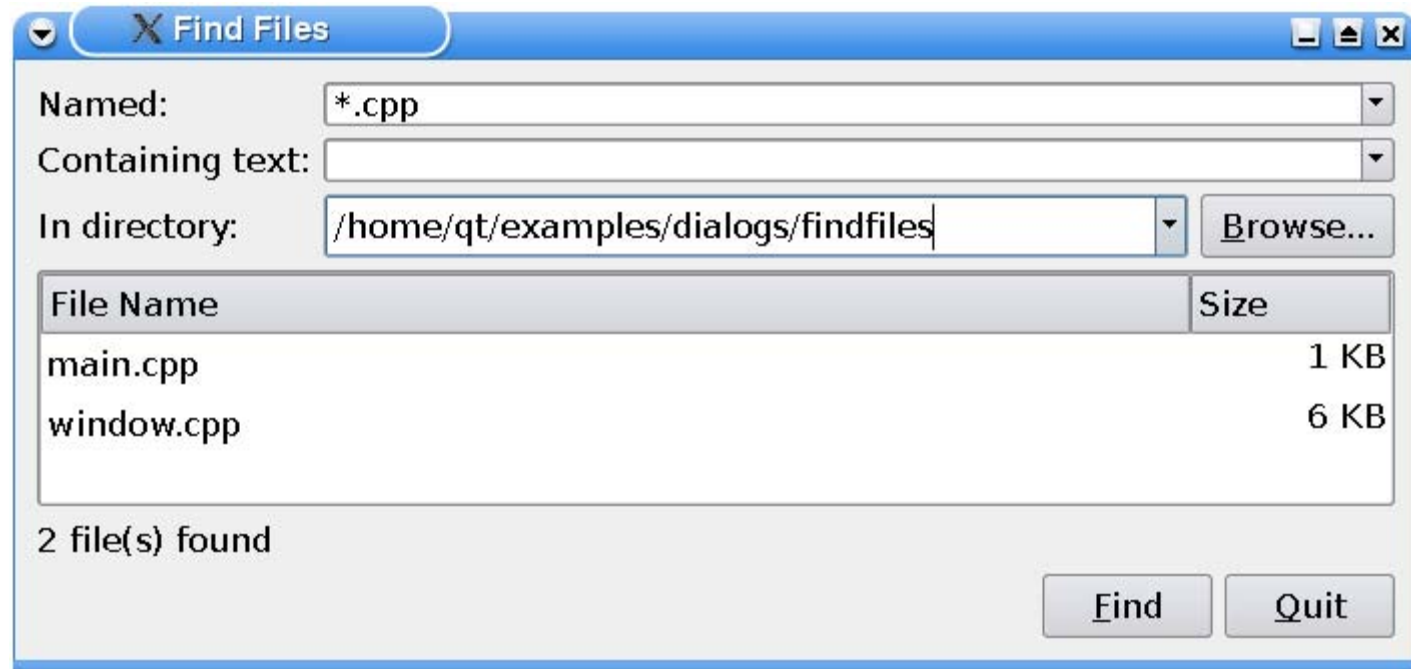 Find Files
Named: *.cpp
Containing text:
In directory: /home/qt/examples/dialogs/findfiles Browse...
File Name Size
main.cpp 1 KB
window.cpp 6 KB
2 file(s) found
Find Quit